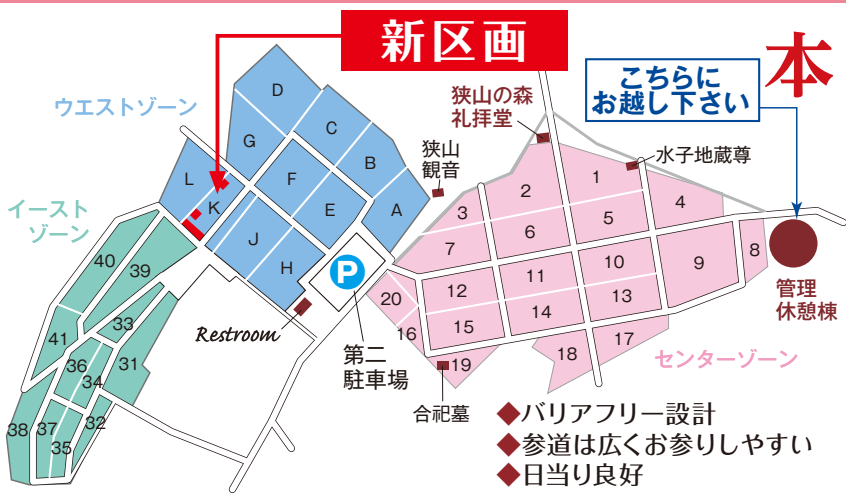 新区画
本
こちらに
お越し下さい
ウエストゾーン
狭山の森
礼拝堂
狭山
観音
水子地蔵尊
D
C
G
B
L
F
K
E
A
J
H
イースト
ゾーン
40
39
33
41
36
34
31
38
37
35
32
P
Restroom
第二
駐車場
1
2
3
4
5
6
7
8
9
10
11
12
13
14
15
16
17
18
19
20
管理
休憩棟
センターゾーン
合祀墓
◆バリアフリー設計
◆参道は広くお参りしやすい
◆日当り良好